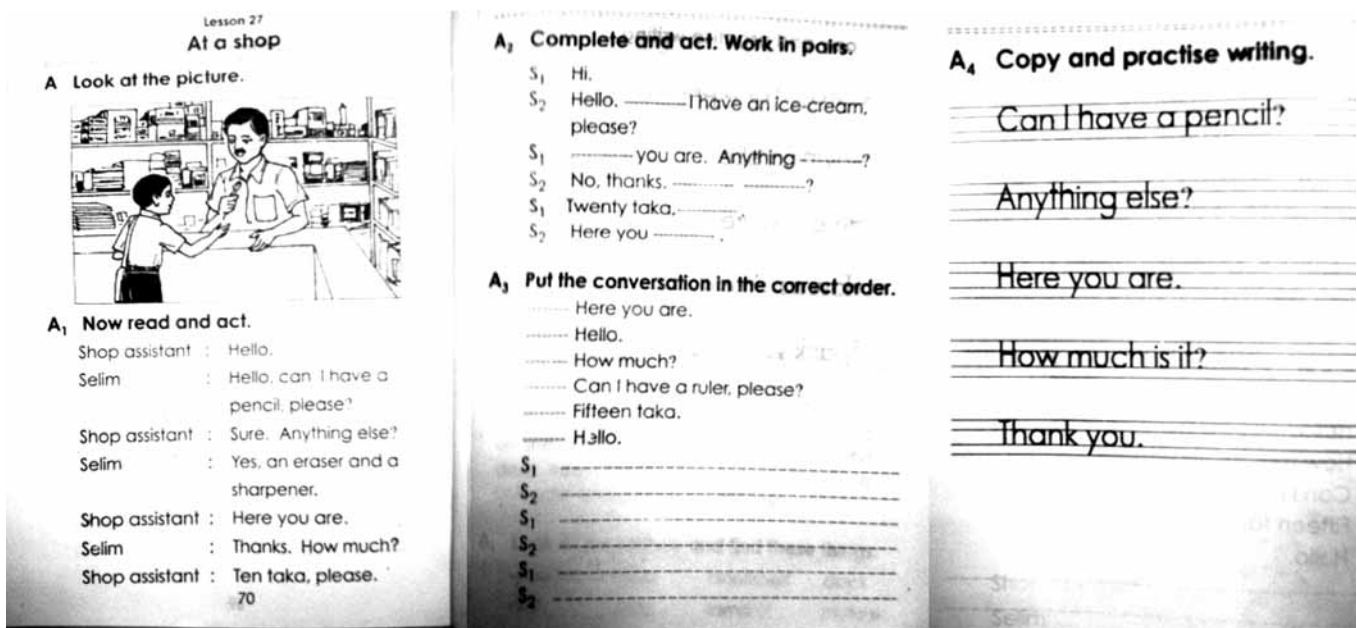 Lesson 27
At a shop
A Look at the picture.
A₁ Now read and act.
Shop assistant : Hello.
Selim : Hello, can I have a
pencil, please?
Shop assistant : Sure. Anything else?
Selim : Yes, an eraser and a
sharpener.
Shop assistant : Here you are.
Selim : Thanks. How much?
Shop assistant : Ten taka, please.
70
A₂ Complete and act. Work in pairs.
S₁ Hi.
S₂ Hello. ---------- I have an ice-cream,
please?
S₁ ---------- you are. Anything ----------?
S₂ No, thanks. ---------- ----------?
S₁ Twenty taka, ----------
S₂ Here you ---------- .
A₃ Put the conversation in the correct order.
------- Here you are.
------- Hello.
------- How much?
------- Can I have a ruler, please?
------- Fifteen taka.
------- Hello.
S₁ ----------------------------------------
S₂ ----------------------------------------
S₁ ----------------------------------------
S₂ ----------------------------------------
S₁ ----------------------------------------
S₂ ----------------------------------------
A₄ Copy and practise writing.
Can I have a pencil?
Anything else?
Here you are.
How much is it?
Thank you.